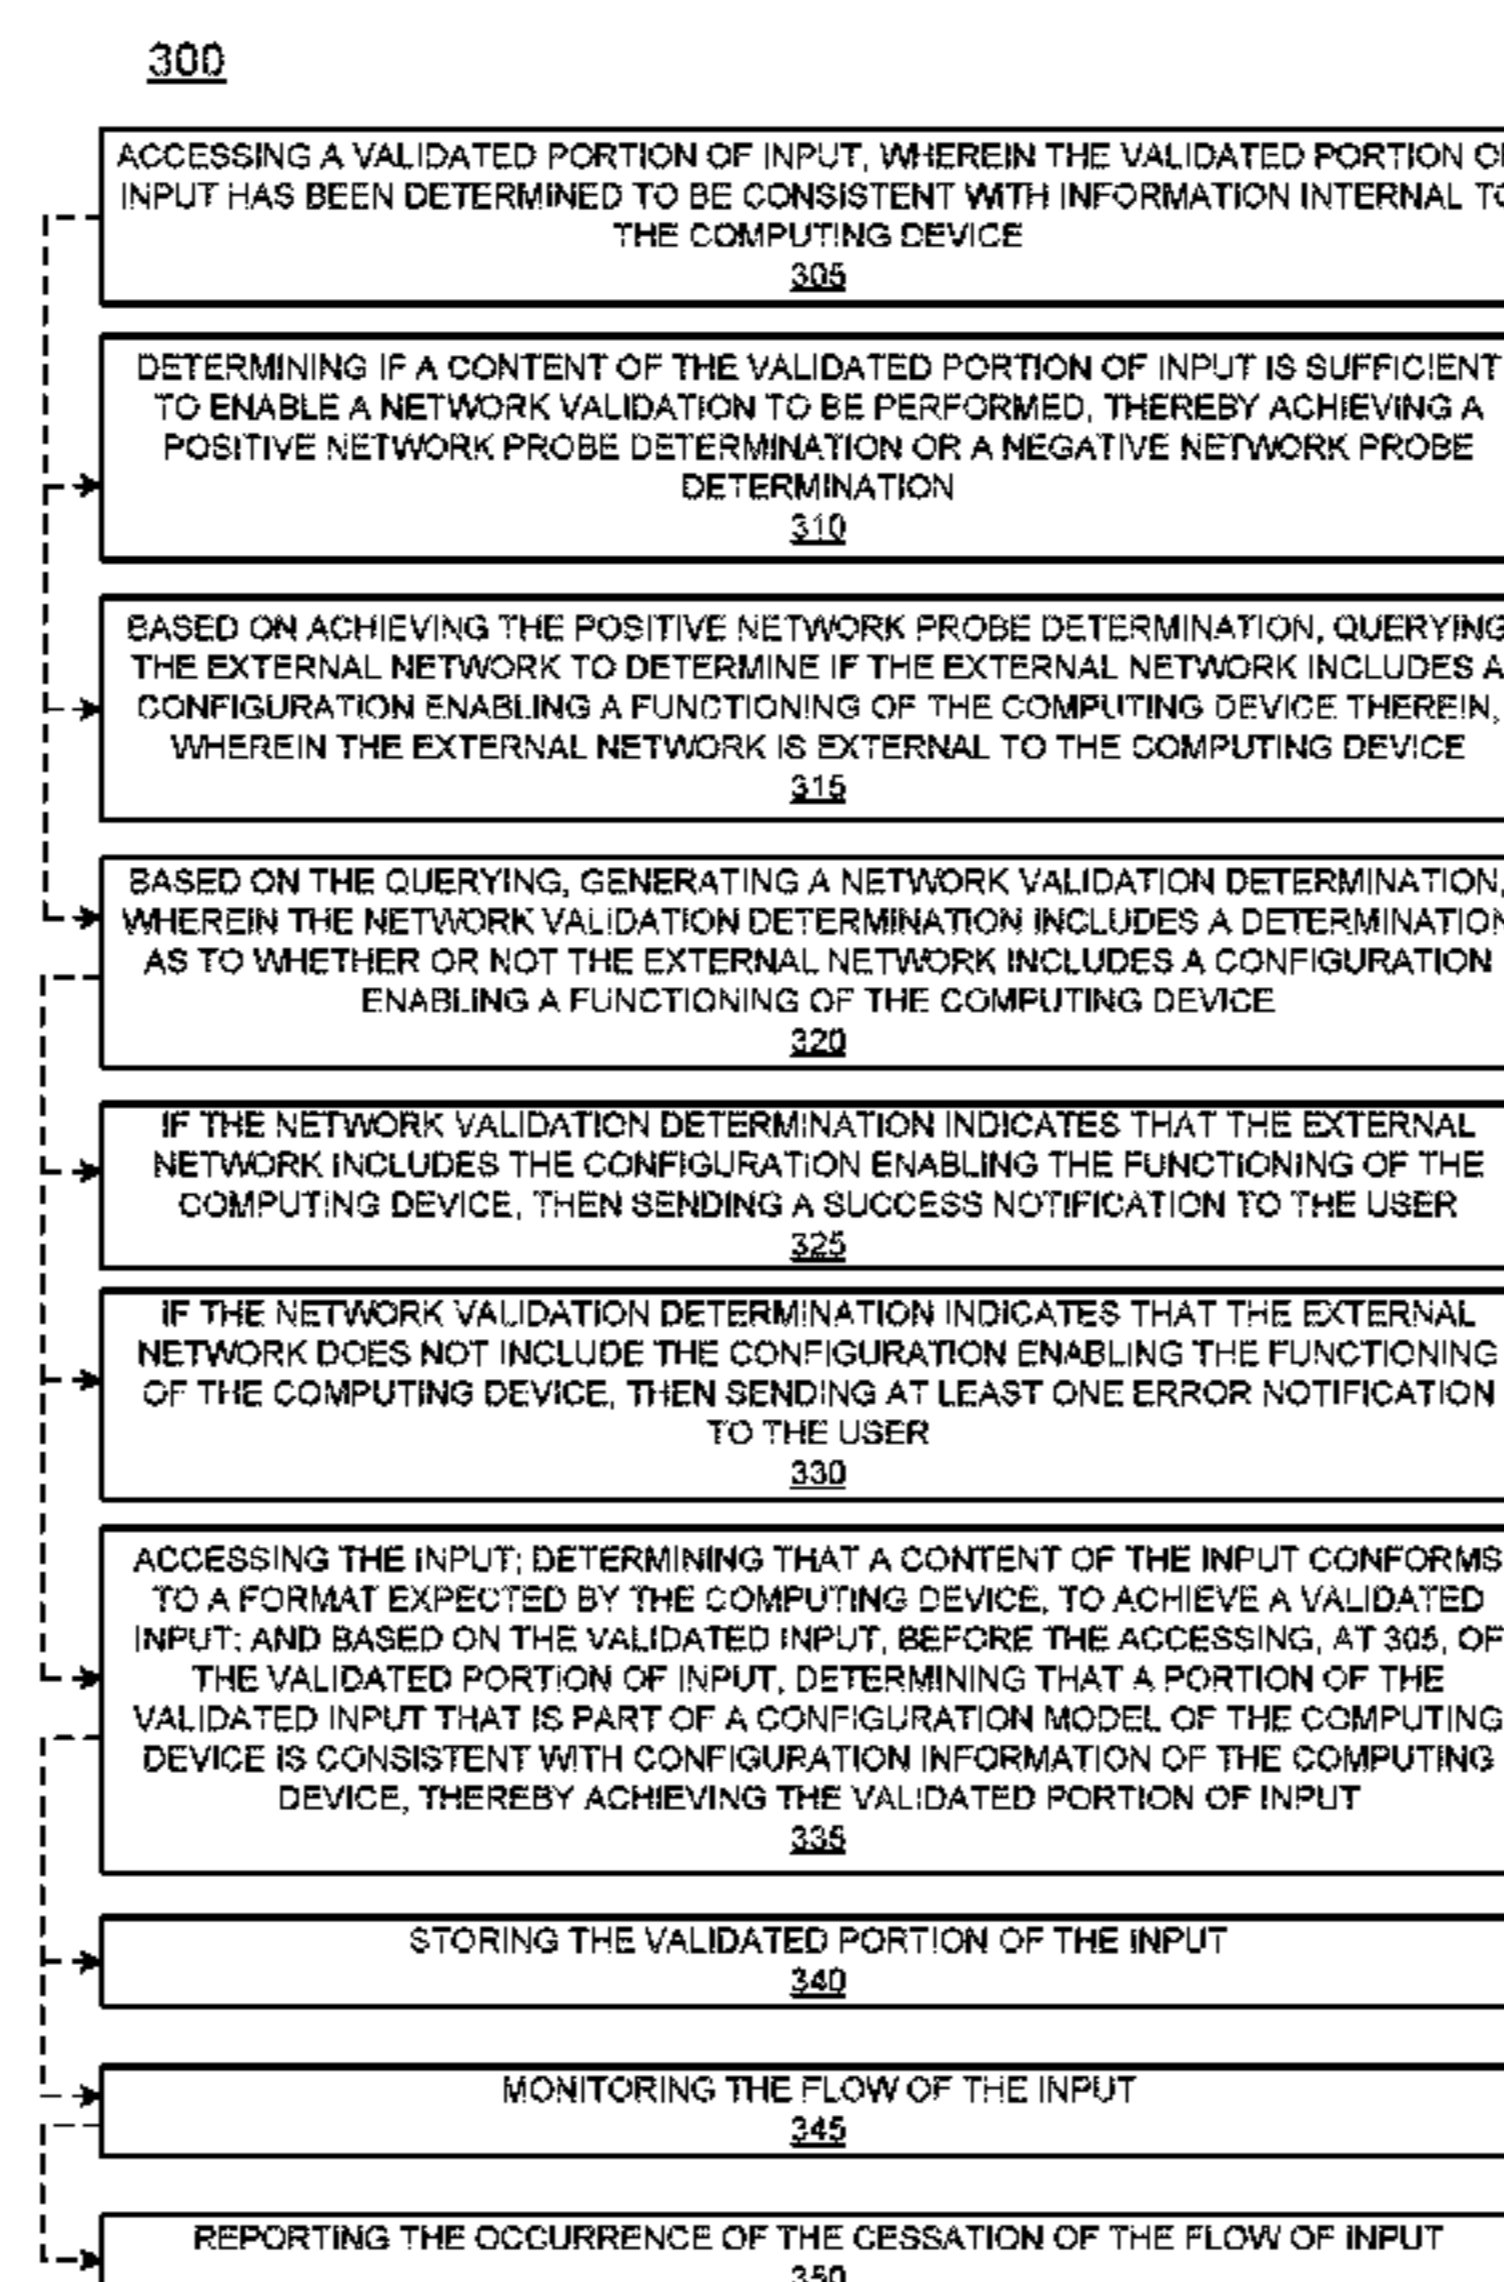 300
ACCESSING A VALIDATED PORTION OF INPUT, WHEREIN THE VALIDATED PORTION OF
INPUT HAS BEEN DETERMINED TO BE CONSISTENT WITH INFORMATION INTERNAL TO
THE COMPUTING DEVICE
305
DETERMINING IF A CONTENT OF THE VALIDATED PORTION OF INPUT IS SUFFICIENT
TO ENABLE A NETWORK VALIDATION TO BE PERFORMED, THEREBY ACHIEVING A
POSITIVE NETWORK PROBE DETERMINATION OR A NEGATIVE NETWORK PROBE
DETERMINATION
310
BASED ON ACHIEVING THE POSITIVE NETWORK PROBE DETERMINATION, QUERYING
THE EXTERNAL NETWORK TO DETERMINE IF THE EXTERNAL NETWORK INCLUDES A
CONFIGURATION ENABLING A FUNCTIONING OF THE COMPUTING DEVICE THEREIN,
WHEREIN THE EXTERNAL NETWORK IS EXTERNAL TO THE COMPUTING DEVICE
315
BASED ON THE QUERYING, GENERATING A NETWORK VALIDATION DETERMINATION,
WHEREIN THE NETWORK VALIDATION DETERMINATION INCLUDES A DETERMINATION
AS TO WHETHER OR NOT THE EXTERNAL NETWORK INCLUDES A CONFIGURATION
ENABLING A FUNCTIONING OF THE COMPUTING DEVICE
320
IF THE NETWORK VALIDATION DETERMINATION INDICATES THAT THE EXTERNAL
NETWORK INCLUDES THE CONFIGURATION ENABLING THE FUNCTIONING OF THE
COMPUTING DEVICE, THEN SENDING A SUCCESS NOTIFICATION TO THE USER
325
IF THE NETWORK VALIDATION DETERMINATION INDICATES THAT THE EXTERNAL
NETWORK DOES NOT INCLUDE THE CONFIGURATION ENABLING THE FUNCTIONING
OF THE COMPUTING DEVICE, THEN SENDING AT LEAST ONE ERROR NOTIFICATION
TO THE USER
330
ACCESSING THE INPUT; DETERMINING THAT A CONTENT OF THE INPUT CONFORMS
TO A FORMAT EXPECTED BY THE COMPUTING DEVICE, TO ACHIEVE A VALIDATED
INPUT; AND BASED ON THE VALIDATED INPUT, BEFORE THE ACCESSING, AT 305, OF
THE VALIDATED PORTION OF INPUT, DETERMINING THAT A PORTION OF THE
VALIDATED INPUT THAT IS PART OF A CONFIGURATION MODEL OF THE COMPUTING
DEVICE IS CONSISTENT WITH CONFIGURATION INFORMATION OF THE COMPUTING
DEVICE, THEREBY ACHIEVING THE VALIDATED PORTION OF INPUT
335
STORING THE VALIDATED PORTION OF THE INPUT
340
MONITORING THE FLOW OF THE INPUT
345
REPORTING THE OCCURRENCE OF THE CESSATION OF THE FLOW OF INPUT
350